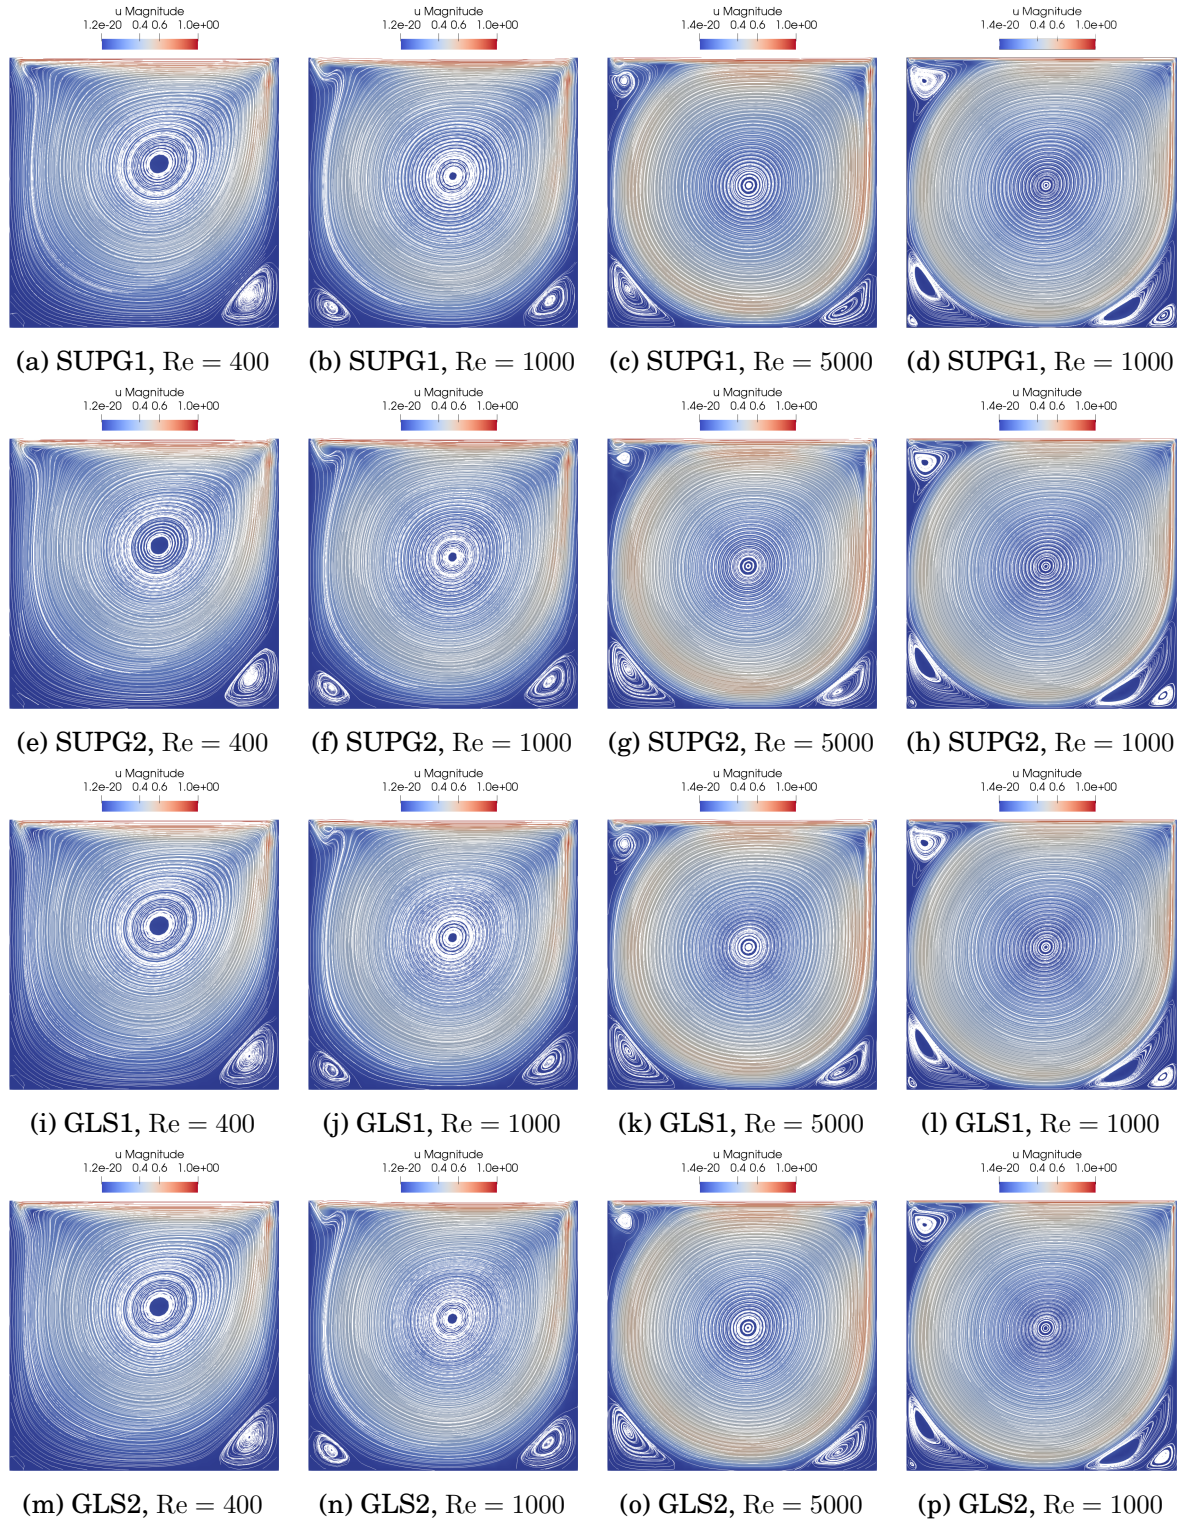 u Magnitude u Magnitude u Magnitude u Magnitude
1.2e-20 0.4 0.6 1.0e+00 1.2e-20 0.4 0.6 1.0e+00 1.4e-20 0.4 0.6 1.0e+00 1.4e-20 0.4 0.6 1.0e+00
(a) SUPG1, Re = 400 (b) SUPG1, Re = 1000 (c) SUPG1, Re = 5000 (d) SUPG1, Re = 1000
u Magnitude u Magnitude u Magnitude u Magnitude
1.2e-20 0.4 0.6 1.0e+00 1.2e-20 0.4 0.6 1.0e+00 1.4e-20 0.4 0.6 1.0e+00 1.4e-20 0.4 0.6 1.0e+00
(e) SUPG2, Re = 400 (f) SUPG2, Re = 1000 (g) SUPG2, Re = 5000 (h) SUPG2, Re = 1000
u Magnitude u Magnitude u Magnitude u Magnitude
1.2e-20 0.4 0.6 1.0e+00 1.2e-20 0.4 0.6 1.0e+00 1.4e-20 0.4 0.6 1.0e+00 1.4e-20 0.4 0.6 1.0e+00
(i) GLS1, Re = 400 (j) GLS1, Re = 1000 (k) GLS1, Re = 5000 (l) GLS1, Re = 1000
u Magnitude u Magnitude u Magnitude u Magnitude
1.2e-20 0.4 0.6 1.0e+00 1.2e-20 0.4 0.6 1.0e+00 1.4e-20 0.4 0.6 1.0e+00 1.4e-20 0.4 0.6 1.0e+00
(m) GLS2, Re = 400 (n) GLS2, Re = 1000 (o) GLS2, Re = 5000 (p) GLS2, Re = 1000